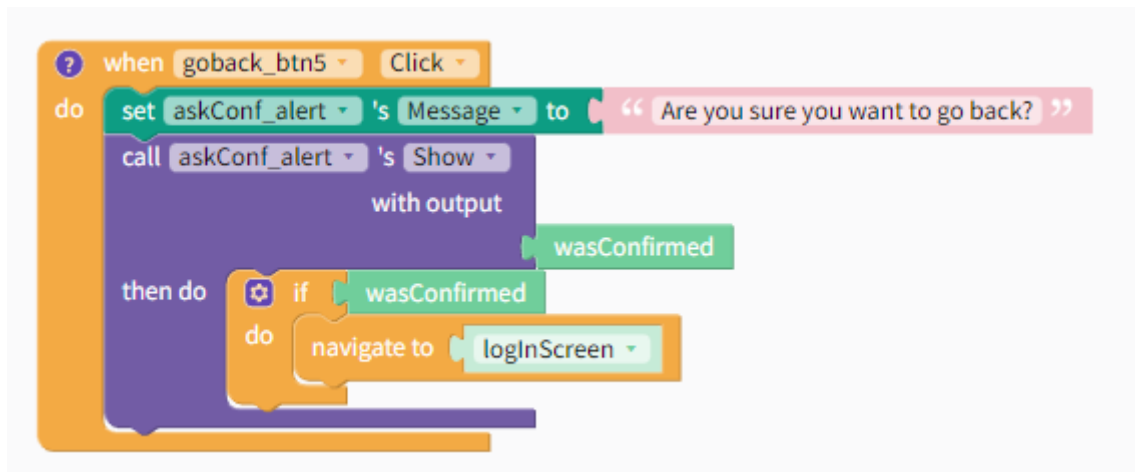 ? when goback_btn5 Click
do set askConf_alert 's Message to “ Are you sure you want to go back? ”
call askConf_alert 's Show
with output
wasConfirmed
then do if wasConfirmed
do navigate to logInScreen